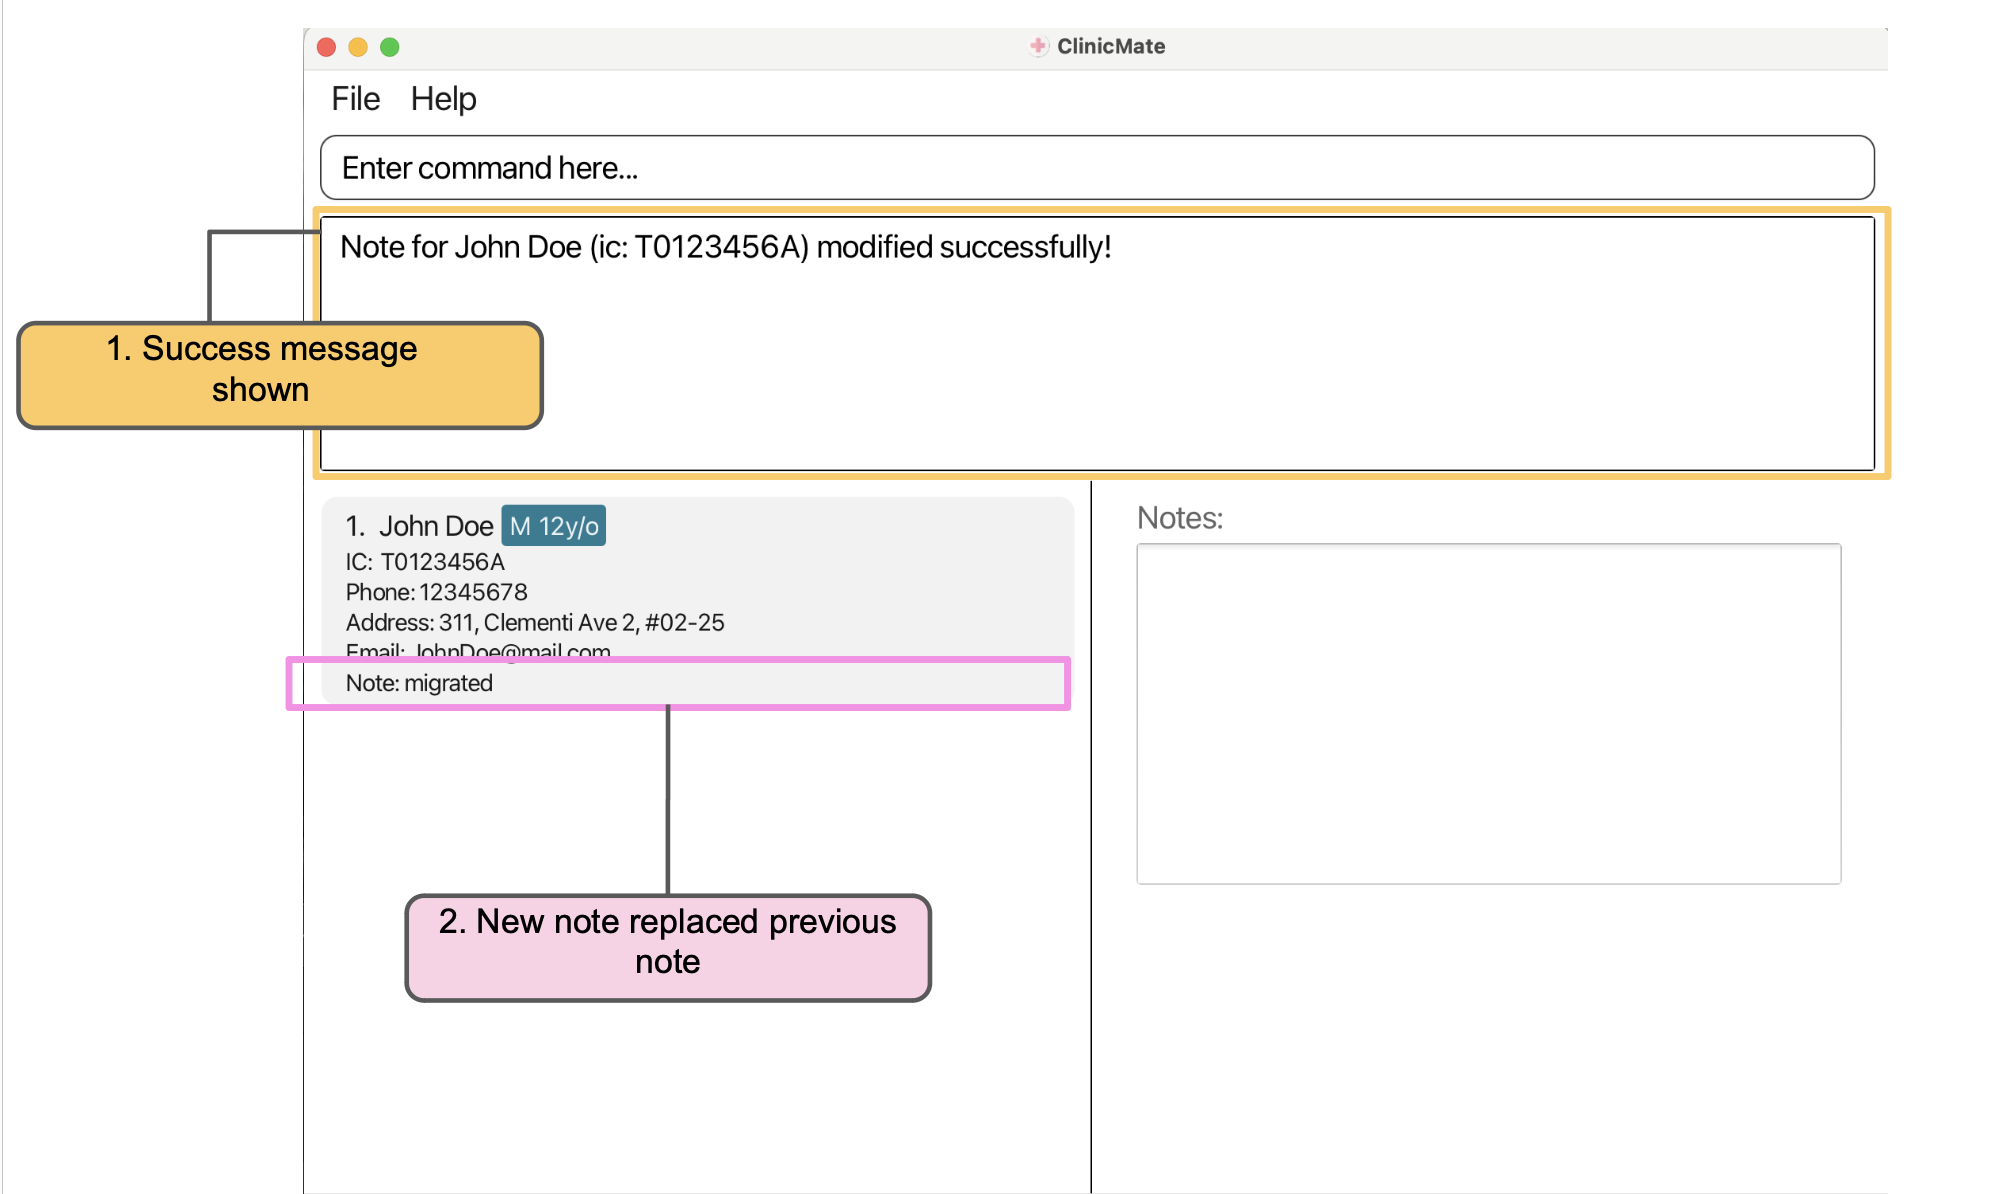 ClinicMate
File Help
Enter command here...
Note for John Doe (ic: T0123456A) modified successfully!
1. Success message
shown
1. John Doe M 12y/o
IC: T0123456A
Phone: 12345678
Address: 311, Clementi Ave 2, #02-25
Email: JohnDoe@mail.com
Note: migrated
Notes:
2. New note replaced previous
note